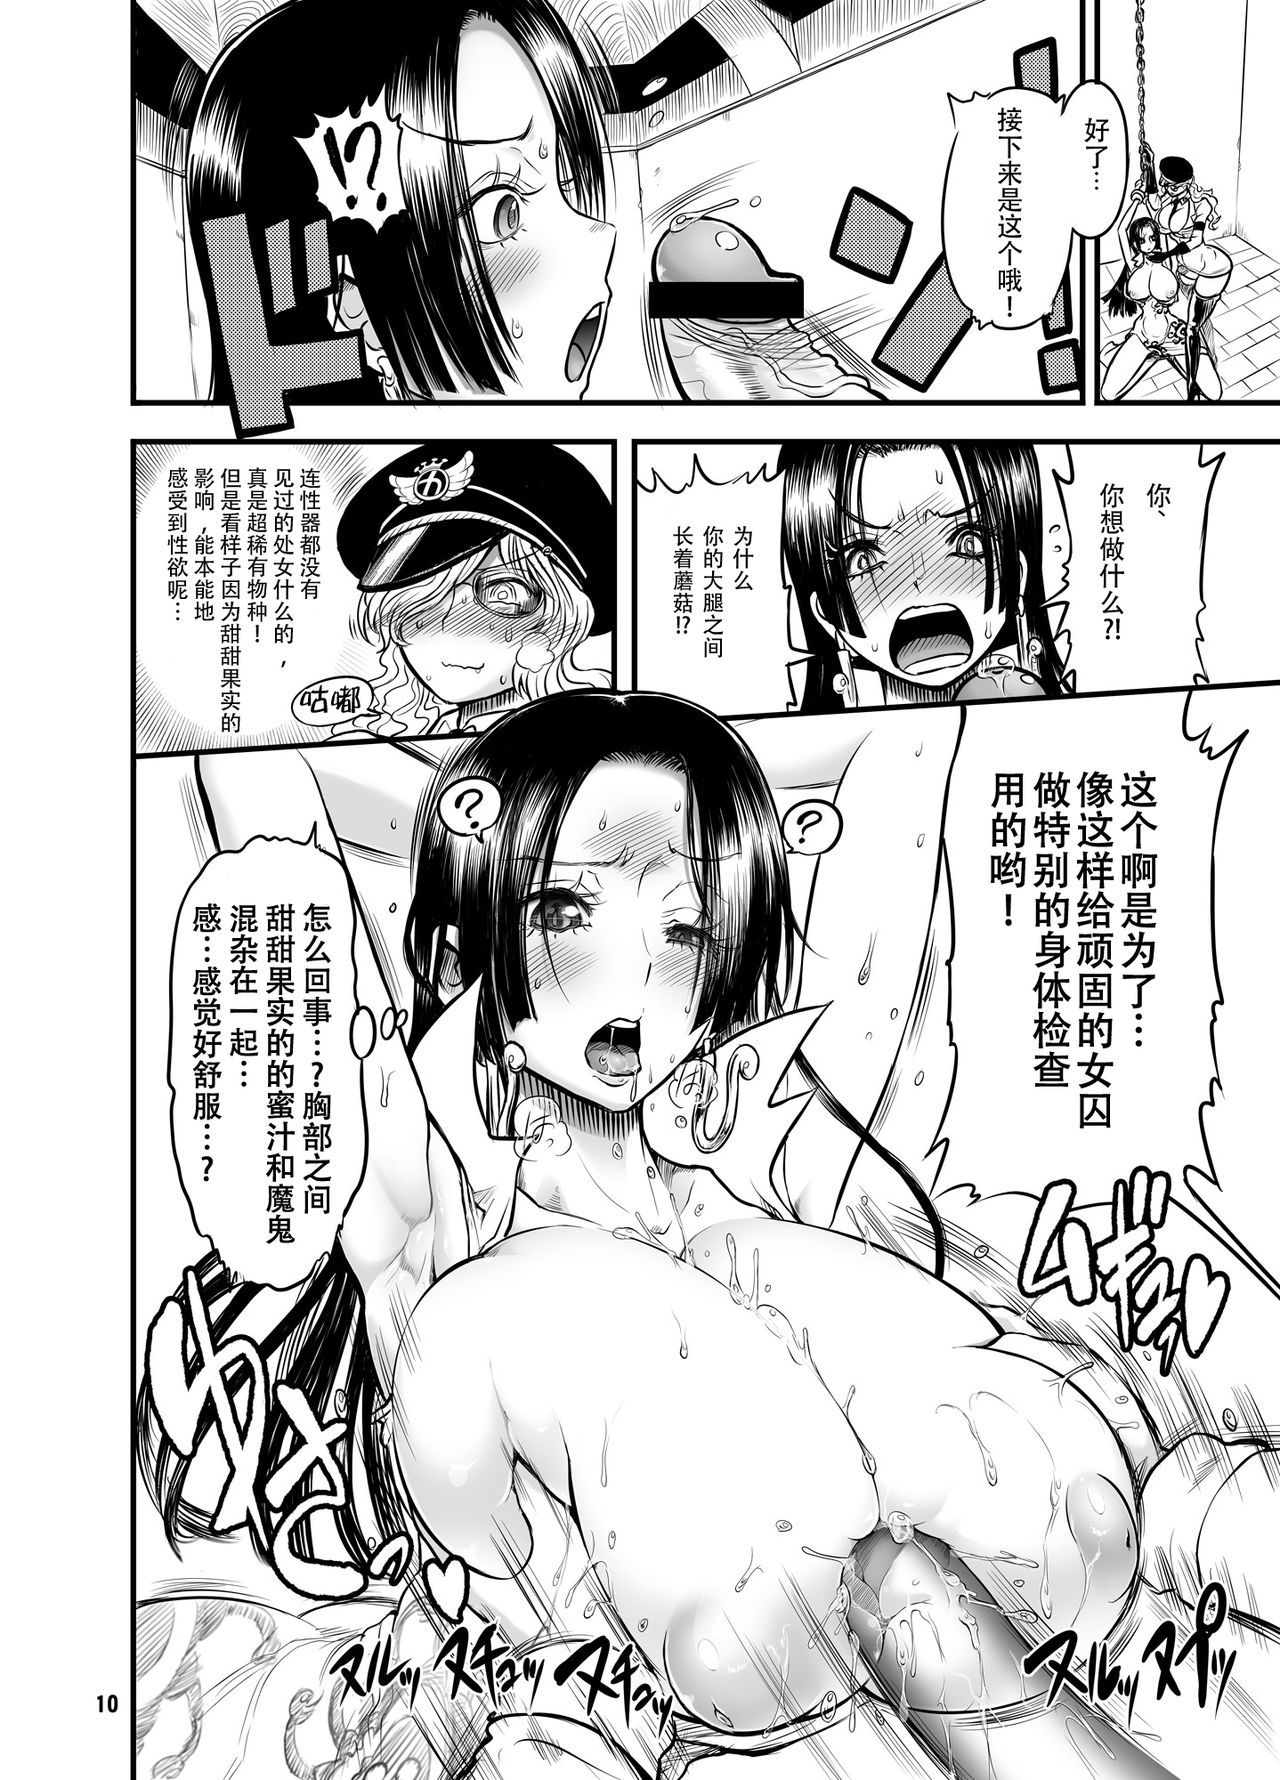 好了…
接下来是这个哦！
!?
ド
你、
你想做什么?!
为什么
你的大腿之间
长着蘑菇!?
连性器都没有
见过的处女什么的，
真是超稀有物种！
但是看样子因为甜甜果实的
影响，能本能地
感受到性欲呢…
咕嘟
这个啊是为了…
像这样给顽固的女囚
做特别的身体检查
用的哟！
?
?
怎么回事…？胸部之间
甜甜果实的的蜜汁和魔鬼
混杂在一起…
感…感觉好舒服…？
ムギュッ♡
ヌルッ
ヌチュッ
ヌチュッ
ヌルッ
ヌプッ
10